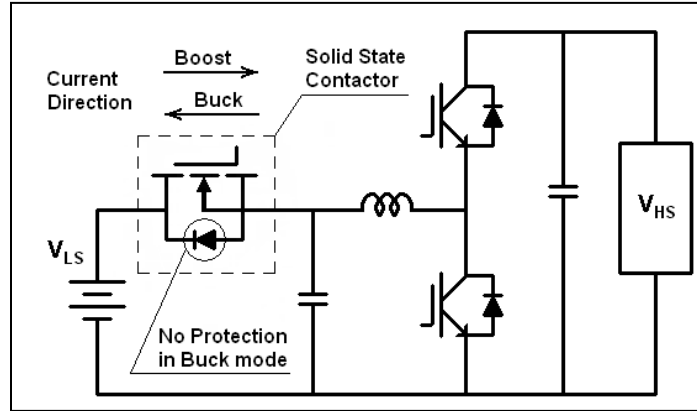 Boost
Solid State
Contactor
Current
Direction
Buck
V_LS
V_HS
No Protection
in Buck mode